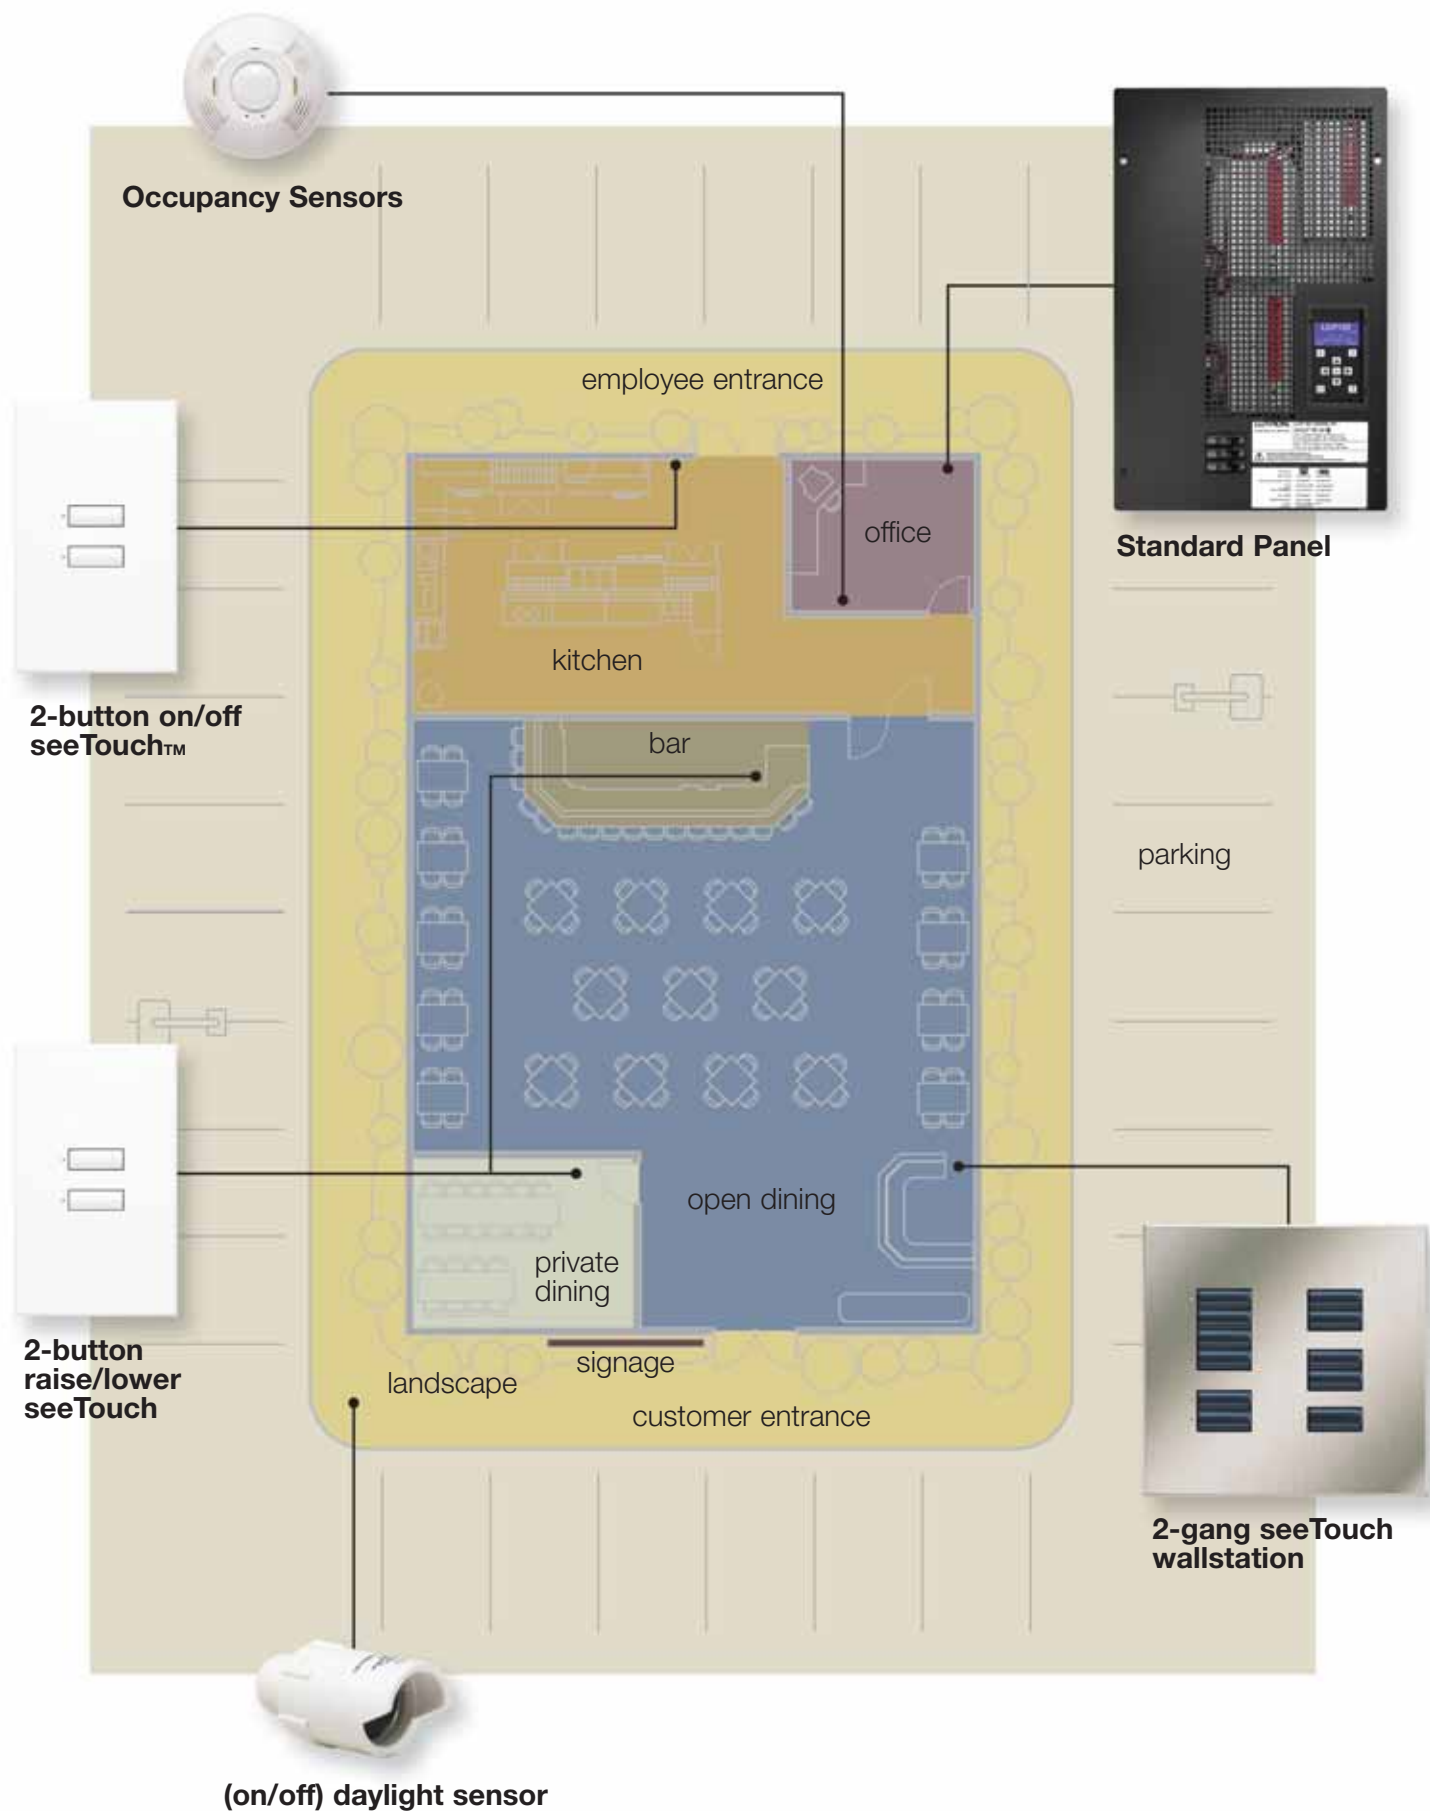 Occupancy Sensors
employee entrance
office
Standard Panel
kitchen
2-button on/off
seeTouch™
bar
parking
open dining
private
dining
2-button
raise/lower
seeTouch
signage
landscape
customer entrance
2-gang seeTouch
wallstation
(on/off) daylight sensor